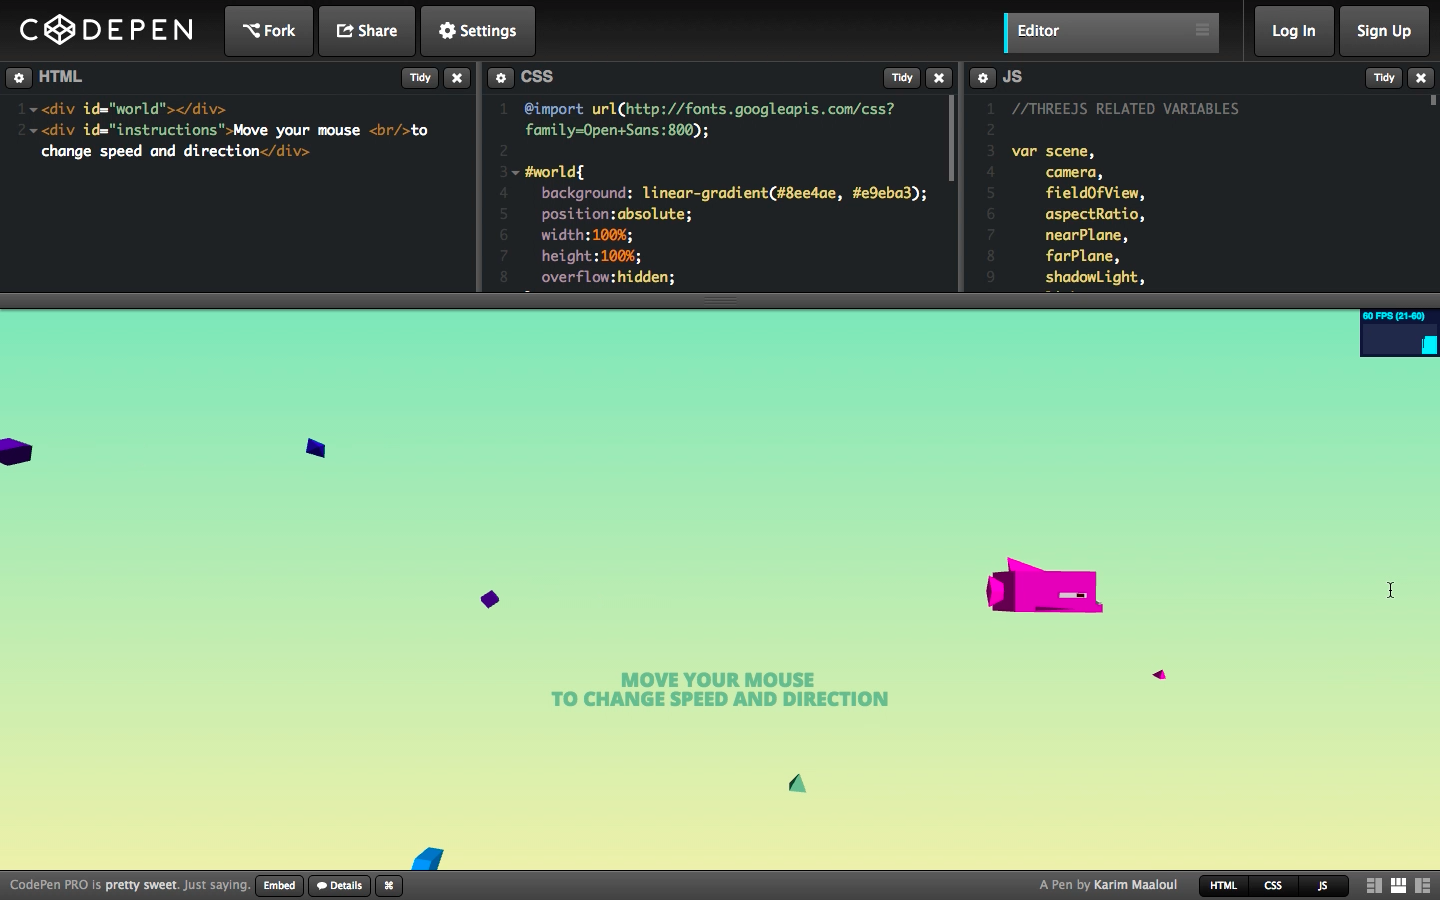 CODEPEN
Fork
Share
Settings
Editor
Log In
Sign Up
HTML
Tidy
1 <div id="world"></div>
2 <div id="instructions">Move your mouse <br/>to
change speed and direction</div>
CSS
Tidy
1 @import url(http://fonts.googleapis.com/css?
family=Open+Sans:800);
2
3 #world{
4 background: linear-gradient(#8ee4ae, #e9eba3);
5 position:absolute;
6 width:100%;
7 height:100%;
8 overflow:hidden;
JS
Tidy
1 //THREEJS RELATED VARIABLES
2
3 var scene,
4 camera,
5 fieldOfView,
6 aspectRatio,
7 nearPlane,
8 farPlane,
9 shadowLight,
60 FPS (21-60)
MOVE YOUR MOUSE
TO CHANGE SPEED AND DIRECTION
CodePen PRO is pretty sweet. Just saying.
Embed
Details
⌘
A Pen by Karim Maaloul
HTML
CSS
JS